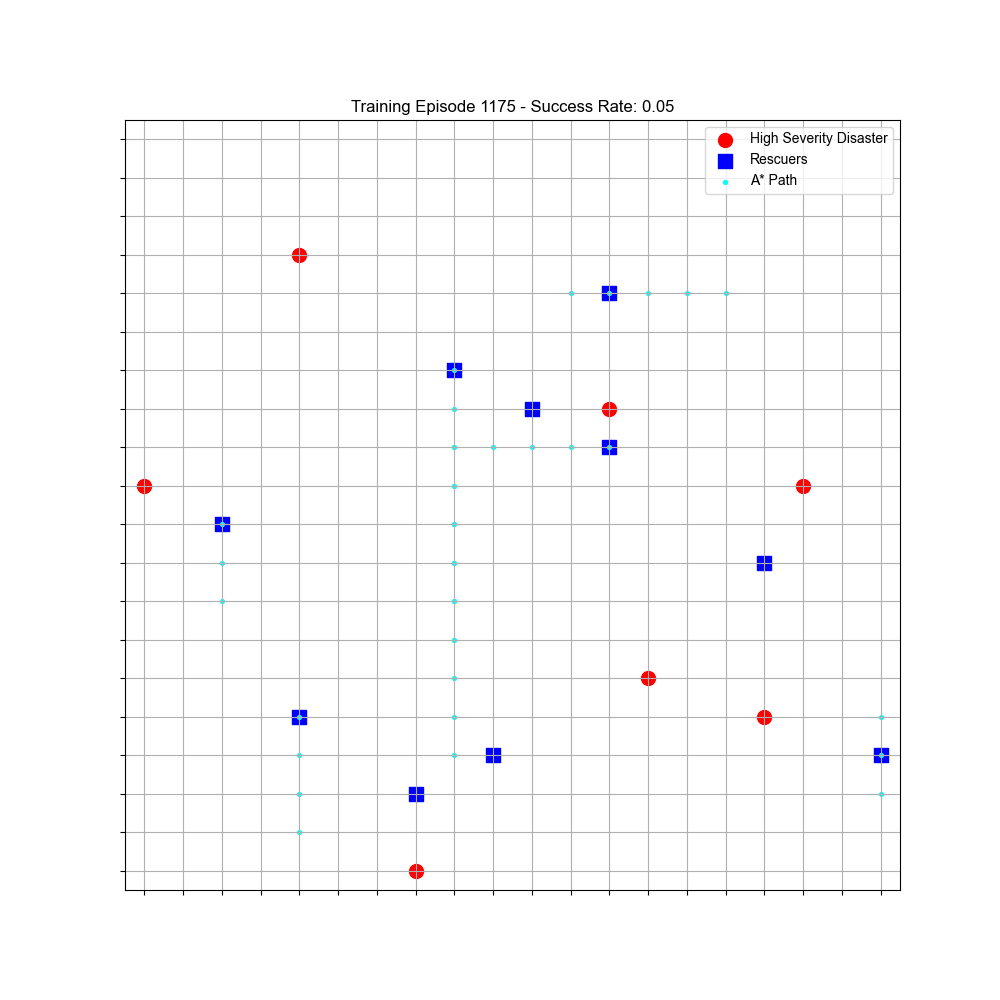 Training Episode 1175 - Success Rate: 0.05
High Severity Disaster
Rescuers
A* Path